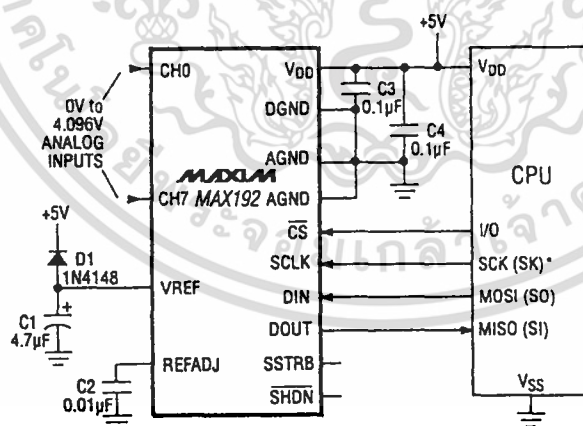 +5V
CH0
VDD
VDD
0V to
4.096V
ANALOG
INPUTS
C3
0.1µF
DGND
C4
0.1µF
AGND
CPU
MAXIM
CH7 MAX192 AGND
+5V
CS
I/O
D1
1N4148
SCLK
SCK (SK)*
VREF
DIN
MOSI (SO)
C1
4.7µF
+
DOUT
MISO (SI)
REFADJ
SSTRB
C2
0.01µF
SHDN
VSS